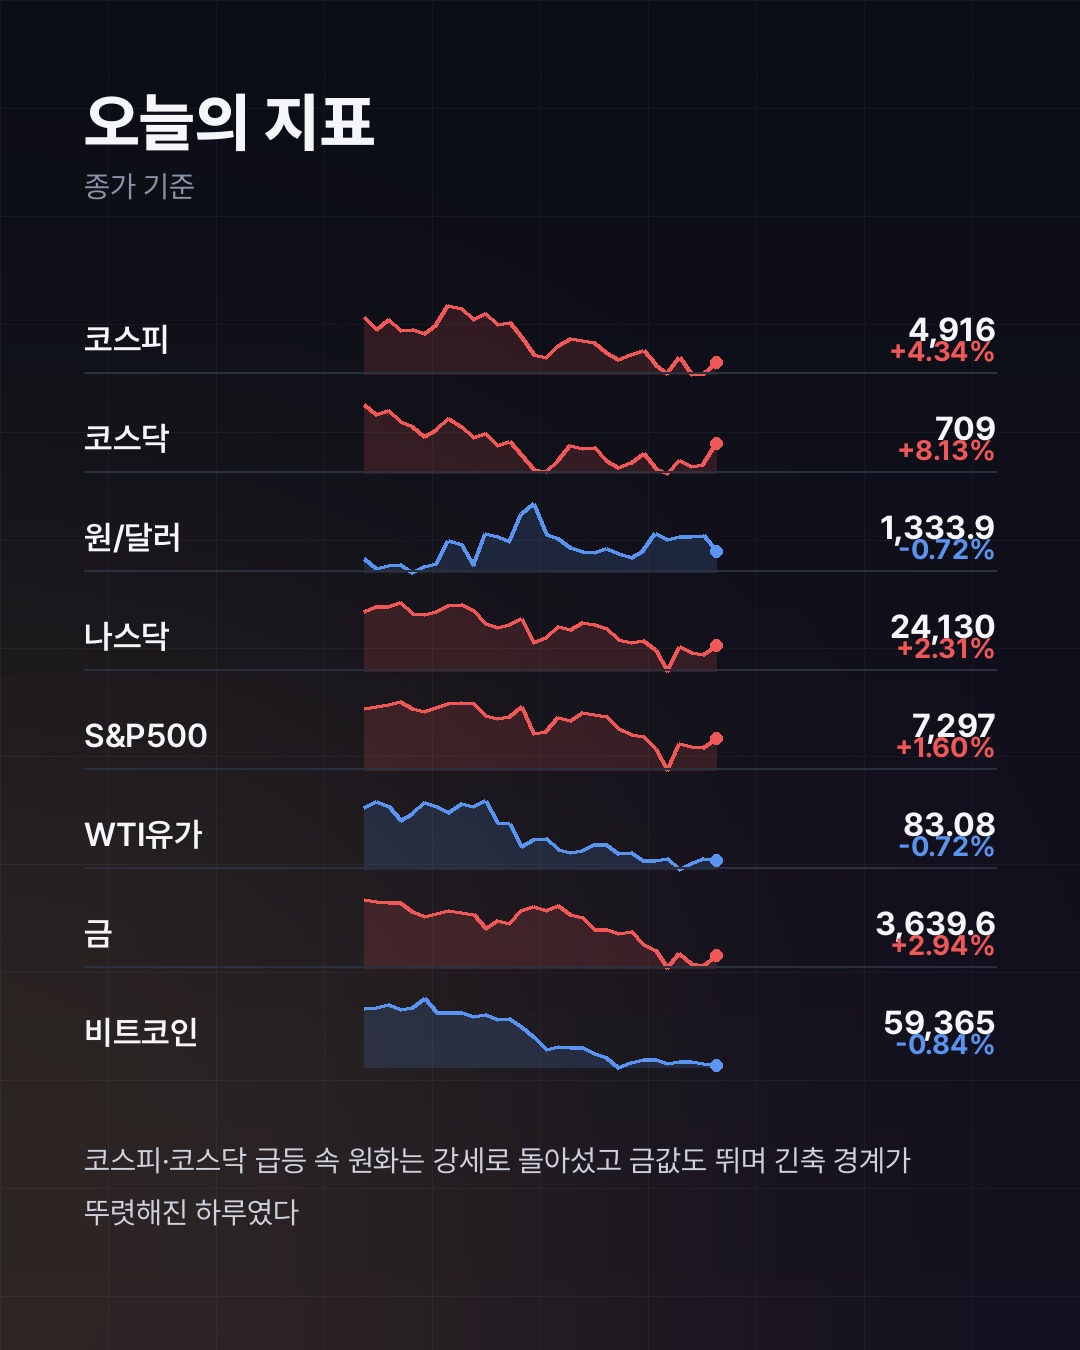 오늘의 지표
종가 기준
코스피
4,916
+4.34%
코스닥
709
+8.13%
원/달러
1,333.9
-0.72%
나스닥
24,130
+2.31%
S&P500
7,297
+1.60%
WTI유가
83.08
-0.72%
금
3,639.6
+2.94%
비트코인
59,365
-0.84%
코스피·코스닥 급등 속 원화는 강세로 돌아섰고 금값도 뛰며 긴축 경계가
뚜렷해진 하루였다